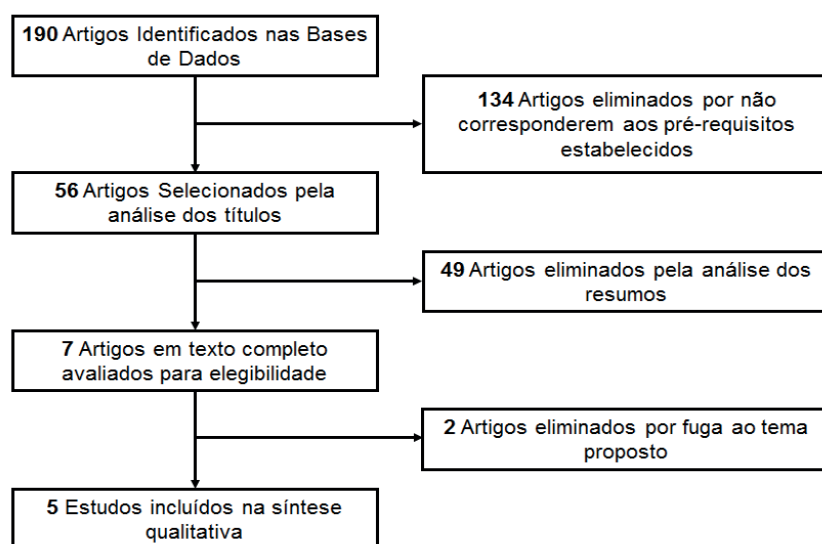 190 Artigos Identificados nas Bases
de Dados
134 Artigos eliminados por não
corresponderem aos pré-requisitos
estabelecidos
56 Artigos Selecionados pela
análise dos títulos
49 Artigos eliminados pela análise dos
resumos
7 Artigos em texto completo
avaliados para elegibilidade
2 Artigos eliminados por fuga ao tema
proposto
5 Estudos incluídos na síntese
qualitativa